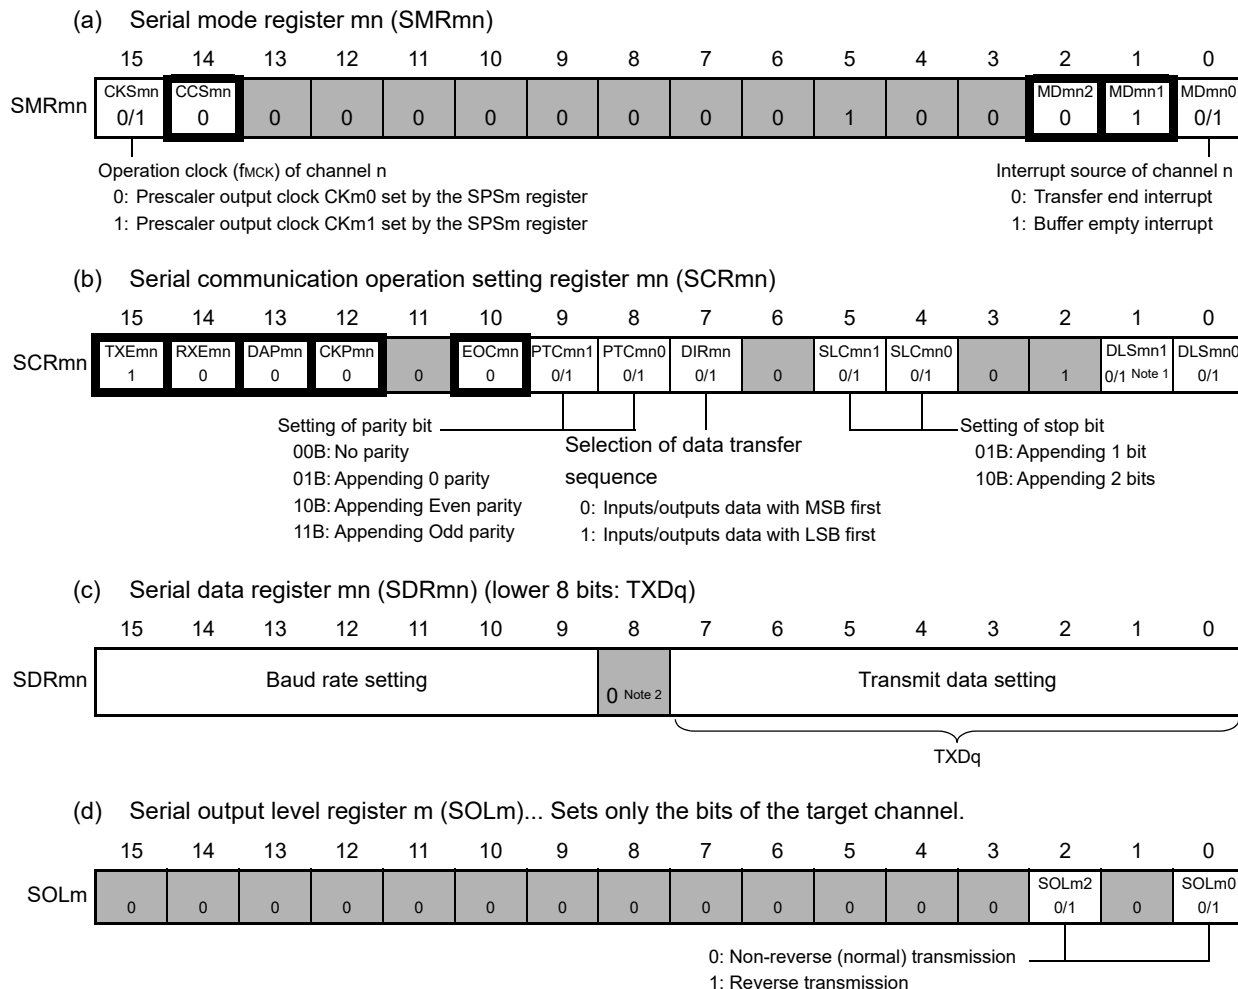 (a) Serial mode register mn (SMRmn)
15 14 13 12 11 10 9 8 7 6 5 4 3 2 1 0
CKSmn CCSmn MDmn2 MDmn1 MDmn0
SMRmn 0/1 0 0 0 0 0 0 0 0 0 1 0 0 0 1 0/1
Operation clock (fMCK) of channel n Interrupt source of channel n
0: Prescaler output clock CKm0 set by the SPSm register 0: Transfer end interrupt
1: Prescaler output clock CKm1 set by the SPSm register 1: Buffer empty interrupt
(b) Serial communication operation setting register mn (SCRmn)
15 14 13 12 11 10 9 8 7 6 5 4 3 2 1 0
TXEmn RXEmn DAPmn CKPmn EOCmn PTCmn1 PTCmn0 DIRmn SLCmn1 SLCmn0 DLSmn1 DLSmn0
SCRmn 1 0 0 0 0 0 0/1 0/1 0/1 0 0/1 0/1 0 1 0/1 Note 1 0/1
Setting of parity bit
00B: No parity
01B: Appending 0 parity
10B: Appending Even parity
11B: Appending Odd parity
Selection of data transfer
sequence
0: Inputs/outputs data with MSB first
1: Inputs/outputs data with LSB first
Setting of stop bit
01B: Appending 1 bit
10B: Appending 2 bits
(c) Serial data register mn (SDRmn) (lower 8 bits: TXDq)
15 14 13 12 11 10 9 8 7 6 5 4 3 2 1 0
SDRmn Baud rate setting 0 Note 2 Transmit data setting
TXDq
(d) Serial output level register m (SOLm)... Sets only the bits of the target channel.
15 14 13 12 11 10 9 8 7 6 5 4 3 2 1 0
SOLm2 SOLm0
SOLm 0 0 0 0 0 0 0 0 0 0 0 0 0 0/1 0 0/1
0: Non-reverse (normal) transmission
1: Reverse transmission